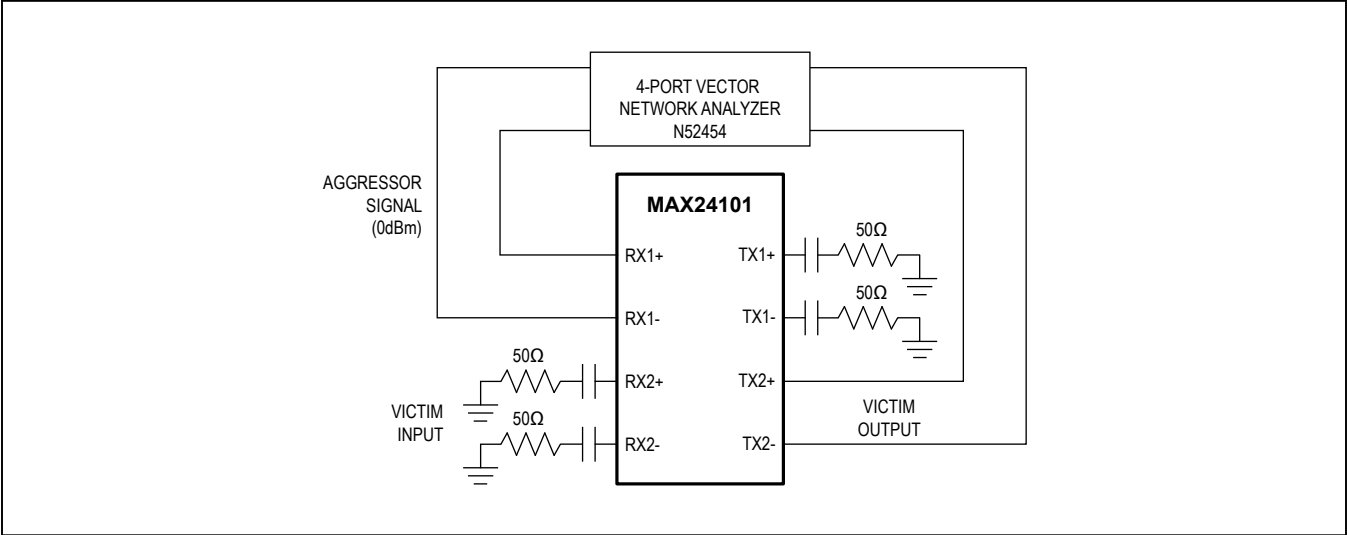 4-PORT VECTOR
NETWORK ANALYZER
N52454
AGGRESSOR
SIGNAL
(0dBm)
MAX24101
RX1+
TX1+
50Ω
RX1-
TX1-
50Ω
50Ω
RX2+
TX2+
VICTIM
INPUT
50Ω
RX2-
TX2-
VICTIM
OUTPUT